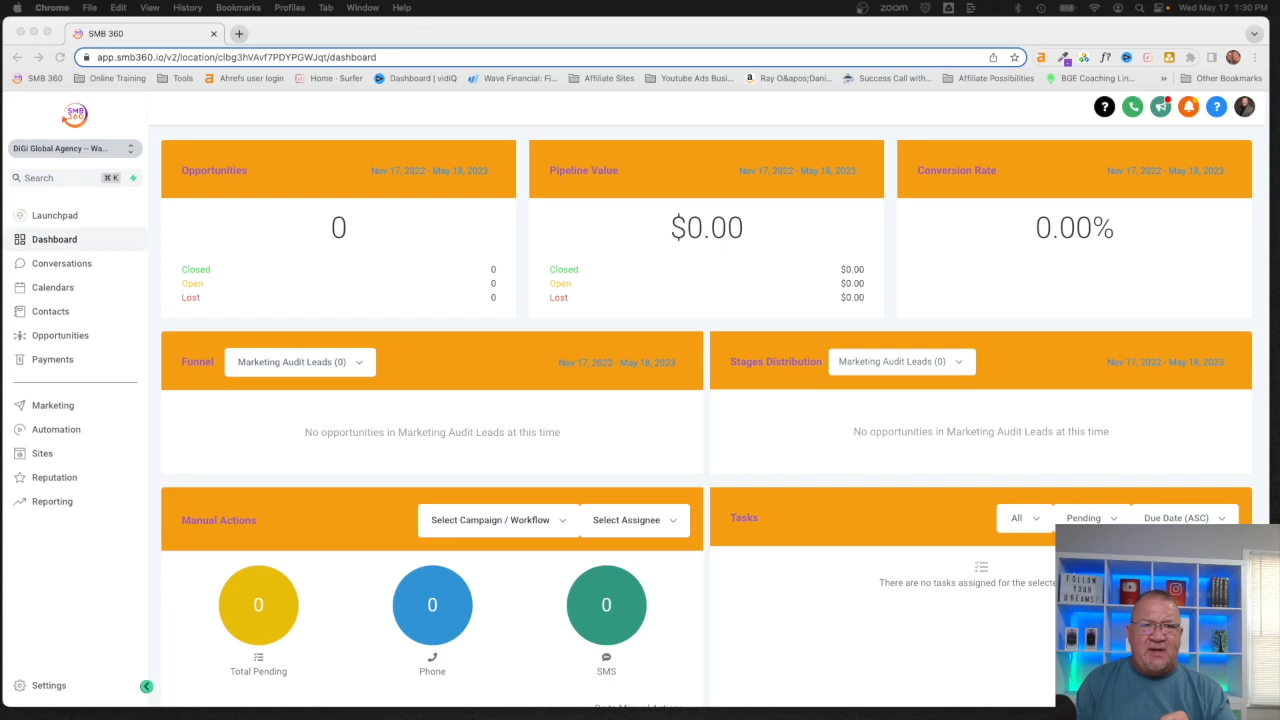 Chrome File Edit View History Bookmarks Profiles Tab Window Help
zoom
Wed May 17 1:30 PM
SMB 360
app.smb360.io/v2/location/clbg3hVAvf7PDYPGWJqt/dashboard
SMB 360 Online Training Tools Ahrefs user login Home - Surfer Dashboard | vidIQ Wave Financial: Fi... Affiliate Sites Youtube Ads Busi... Ray O&apos;Dani... Success Call with... Affiliate Possibilities BGE Coaching Lin... » Other Bookmarks
SMB
360
DiGi Global Agency -- Wa...
Search ⌘ K
Launchpad
Dashboard
Conversations
Calendars
Contacts
Opportunities
Payments
Marketing
Automation
Sites
Reputation
Reporting
Settings
Opportunities Nov 17, 2022 - May 18, 2023
0
Closed 0
Open 0
Lost 0
Pipeline Value Nov 17, 2022 - May 18, 2023
$0.00
Closed $0.00
Open $0.00
Lost $0.00
Conversion Rate Nov 17, 2022 - May 18, 2023
0.00%
Funnel Marketing Audit Leads (0) Nov 17, 2022 - May 18, 2023
No opportunities in Marketing Audit Leads at this time
Stages Distribution Marketing Audit Leads (0) Nov 17, 2022 - May 18, 2023
No opportunities in Marketing Audit Leads at this time
Manual Actions Select Campaign / Workflow Select Assignee
0 0 0
Total Pending Phone SMS
Tasks All Pending Due Date (ASC)
There are no tasks assigned for the selecte
FOLLOW
YOUR
DREAMS